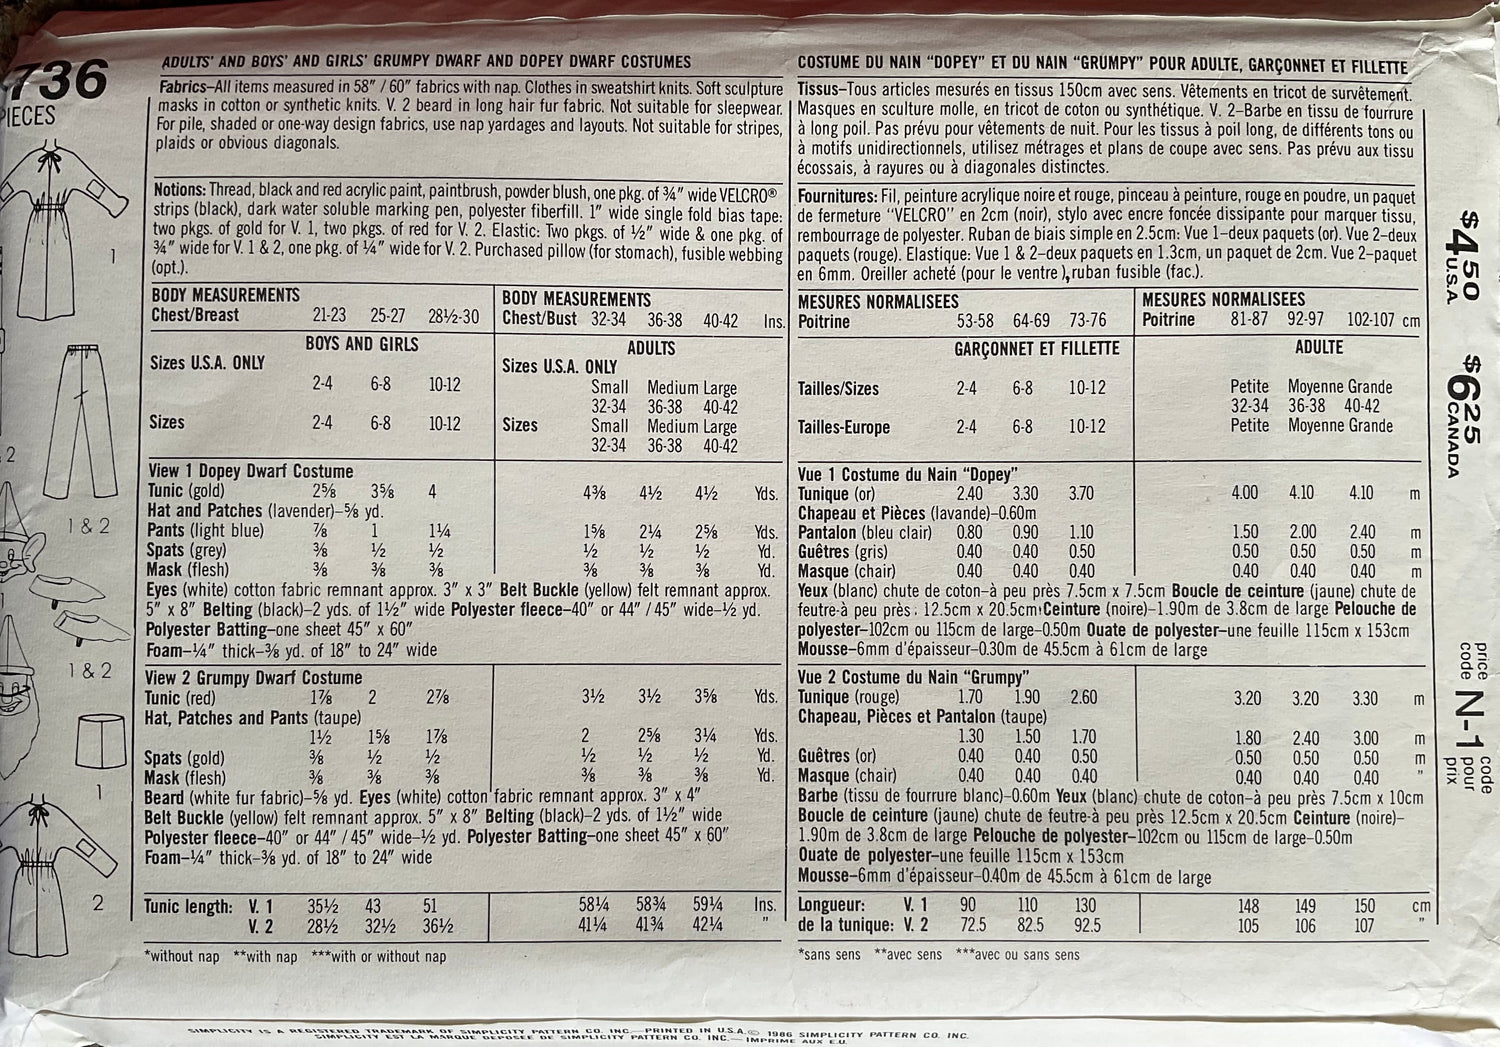 736
PIECES
1
2
1 & 2
1
1 & 2
1
2
ADULTS' AND BOYS' AND GIRLS' GRUMPY DWARF AND DOPEY DWARF COSTUMES
Fabrics–All items measured in 58" / 60" fabrics with nap. Clothes in sweatshirt knits. Soft sculpture
masks in cotton or synthetic knits. V. 2 beard in long hair fur fabric. Not suitable for sleepwear.
For pile, shaded or one-way design fabrics, use nap yardages and layouts. Not suitable for stripes,
plaids or obvious diagonals.
Notions: Thread, black and red acrylic paint, paintbrush, powder blush, one pkg. of ¾" wide VELCRO®
strips (black), dark water soluble marking pen, polyester fiberfill. 1" wide single fold bias tape:
two pkgs. of gold for V. 1, two pkgs. of red for V. 2. Elastic: Two pkgs. of ½" wide & one pkg. of
¾" wide for V. 1 & 2, one pkg. of ¼" wide for V. 2. Purchased pillow (for stomach), fusible webbing
(opt.).
BODY MEASUREMENTS BODY MEASUREMENTS
Chest/Breast 21-23 25-27 28½-30 Chest/Bust 32-34 36-38 40-42 Ins.
BOYS AND GIRLS ADULTS
Sizes U.S.A. ONLY Sizes U.S.A. ONLY
2-4 6-8 10-12 Small Medium Large
32-34 36-38 40-42
Sizes 2-4 6-8 10-12 Sizes Small Medium Large
32-34 36-38 40-42
View 1 Dopey Dwarf Costume
Tunic (gold) 2⅝ 3⅝ 4 4⅜ 4½ 4½ Yds.
Hat and Patches (lavender)–⅝ yd.
Pants (light blue) ⅞ 1 1¼ 1⅝ 2¼ 2⅝ Yds.
Spats (grey) ⅜ ½ ½ ½ ½ ½ Yd.
Mask (flesh) ⅜ ⅜ ⅜ ⅜ ⅜ ⅜ Yd.
Eyes (white) cotton fabric remnant approx. 3" x 3" Belt Buckle (yellow) felt remnant approx.
5" x 8" Belting (black)–2 yds. of 1½" wide Polyester fleece–40" or 44" / 45" wide–½ yd.
Polyester Batting–one sheet 45" x 60"
Foam–¼" thick–⅜ yd. of 18" to 24" wide
View 2 Grumpy Dwarf Costume
Tunic (red) 1⅞ 2 2⅞ 3½ 3½ 3⅝ Yds.
Hat, Patches and Pants (taupe)
1½ 1⅝ 1⅞ 2 2⅝ 3¼ Yds.
Spats (gold) ⅜ ½ ½ ½ ½ ½ Yd.
Mask (flesh) ⅜ ⅜ ⅜ ⅜ ⅜ ⅜ Yd.
Beard (white fur fabric)–⅝ yd. Eyes (white) cotton fabric remnant approx. 3" x 4"
Belt Buckle (yellow) felt remnant approx. 5" x 8" Belting (black)–2 yds. of 1½" wide
Polyester fleece–40" or 44" / 45" wide–½ yd. Polyester Batting–one sheet 45" x 60"
Foam–¼" thick–⅜ yd. of 18" to 24" wide
Tunic length: V. 1 35½ 43 51 58¼ 58¾ 59¼ Ins.
V. 2 28½ 32½ 36½ 41¼ 41¾ 42¼ "
*without nap **with nap ***with or without nap
COSTUME DU NAIN "DOPEY" ET DU NAIN "GRUMPY" POUR ADULTE, GARÇONNET ET FILLETTE
Tissus–Tous articles mesurés en tissus 150cm avec sens. Vêtements en tricot de survêtement.
Masques en sculpture molle, en tricot de coton ou synthétique. V. 2–Barbe en tissu de fourrure
à long poil. Pas prévu pour vêtements de nuit. Pour les tissus à poil long, de différents tons ou
à motifs unidirectionnels, utilisez métrages et plans de coupe avec sens. Pas prévu aux tissu
écossais, à rayures ou à diagonales distinctes.
Fournitures: Fil, peinture acrylique noire et rouge, pinceau à peinture, rouge en poudre, un paquet
de fermeture "VELCRO" en 2cm (noir), stylo avec encre foncée dissipante pour marquer tissu,
rembourrage de polyester. Ruban de biais simple en 2.5cm: Vue 1–deux paquets (or). Vue 2–deux
paquets (rouge). Elastique: Vue 1 & 2–deux paquets en 1.3cm, un paquet de 2cm. Vue 2–paquet
en 6mm. Oreiller acheté (pour le ventre), ruban fusible (fac.).
MESURES NORMALISEES MESURES NORMALISEES
Poitrine 53-58 64-69 73-76 Poitrine 81-87 92-97 102-107 cm
GARÇONNET ET FILLETTE ADULTE
Tailles/Sizes 2-4 6-8 10-12 Petite Moyenne Grande
32-34 36-38 40-42
Tailles-Europe 2-4 6-8 10-12 Petite Moyenne Grande
Vue 1 Costume du Nain "Dopey"
Tunique (or) 2.40 3.30 3.70 4.00 4.10 4.10 m
Chapeau et Pièces (lavande)–0.60m
Pantalon (bleu clair) 0.80 0.90 1.10 1.50 2.00 2.40 m
Guêtres (gris) 0.40 0.40 0.50 0.50 0.50 0.50 m
Masque (chair) 0.40 0.40 0.40 0.40 0.40 0.40 m
Yeux (blanc) chute de coton–à peu près 7.5cm x 7.5cm Boucle de ceinture (jaune) chute de
feutre-à peu près: 12.5cm x 20.5cm Ceinture (noire)–1.90m de 3.8cm de large Pelouche de
polyester–102cm ou 115cm de large–0.50m Ouate de polyester–une feuille 115cm x 153cm
Mousse–6mm d'épaisseur–0.30m de 45.5cm à 61cm de large
Vue 2 Costume du Nain "Grumpy"
Tunique (rouge) 1.70 1.90 2.60 3.20 3.20 3.30 m
Chapeau, Pièces et Pantalon (taupe)
1.30 1.50 1.70 1.80 2.40 3.00 m
Guêtres (or) 0.40 0.40 0.50 0.50 0.50 0.50 m
Masque (chair) 0.40 0.40 0.40 0.40 0.40 0.40 "
Barbe (tissu de fourrure blanc)–0.60m Yeux (blanc) chute de coton–à peu près 7.5cm x 10cm
Boucle de ceinture (jaune) chute de feutre-à peu près 12.5cm x 20.5cm Ceinture (noire)–
1.90m de 3.8cm de large Pelouche de polyester–102cm ou 115cm de large–0.50m
Ouate de polyester–une feuille 115cm x 153cm
Mousse–6mm d'épaisseur–0.40m de 45.5cm à 61cm de large
Longueur: V. 1 90 110 130 148 149 150 cm
de la tunique: V. 2 72.5 82.5 92.5 105 106 107 "
*sans sens **avec sens ***avec ou sans sens
$4.50 U.S.A.
$6.25 CANADA
price code N-1 code pour prix
SIMPLICITY IS A REGISTERED TRADEMARK OF SIMPLICITY PATTERN CO. INC.—PRINTED IN U.S.A. © 1986 SIMPLICITY PATTERN CO. INC.
SIMPLICITY EST LA MARQUE DEPOSEE DE SIMPLICITY PATTERN CO. INC.—IMPRIME AUX E.U.